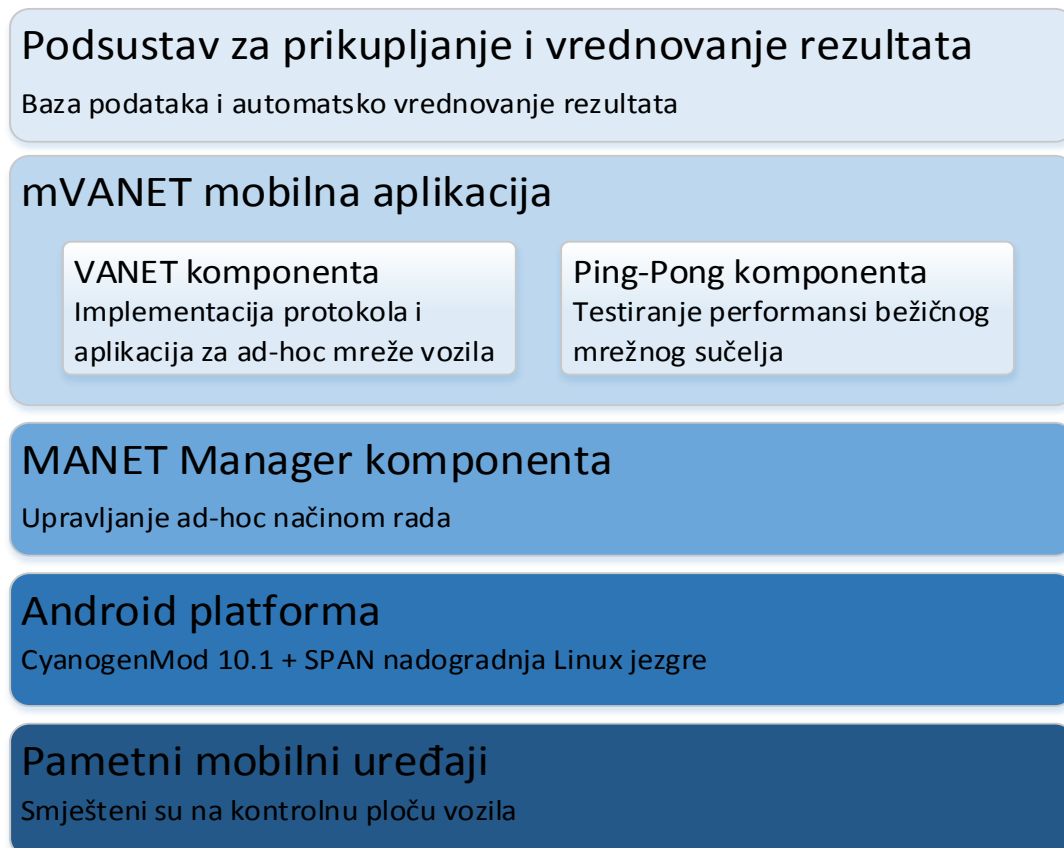 Podsustav za prikupljanje i vrednovanje rezultata
Baza podataka i automatsko vrednovanje rezultata
mVANET mobilna aplikacija
VANET komponenta
Implementacija protokola i
aplikacija za ad-hoc mreže vozila
Ping-Pong komponenta
Testiranje performansi bežičnog
mrežnog sučelja
MANET Manager komponenta
Upravljanje ad-hoc načinom rada
Android platforma
CyanogenMod 10.1 + SPAN nadogradnja Linux jezgre
Pametni mobilni uređaji
Smješteni su na kontrolnu ploču vozila